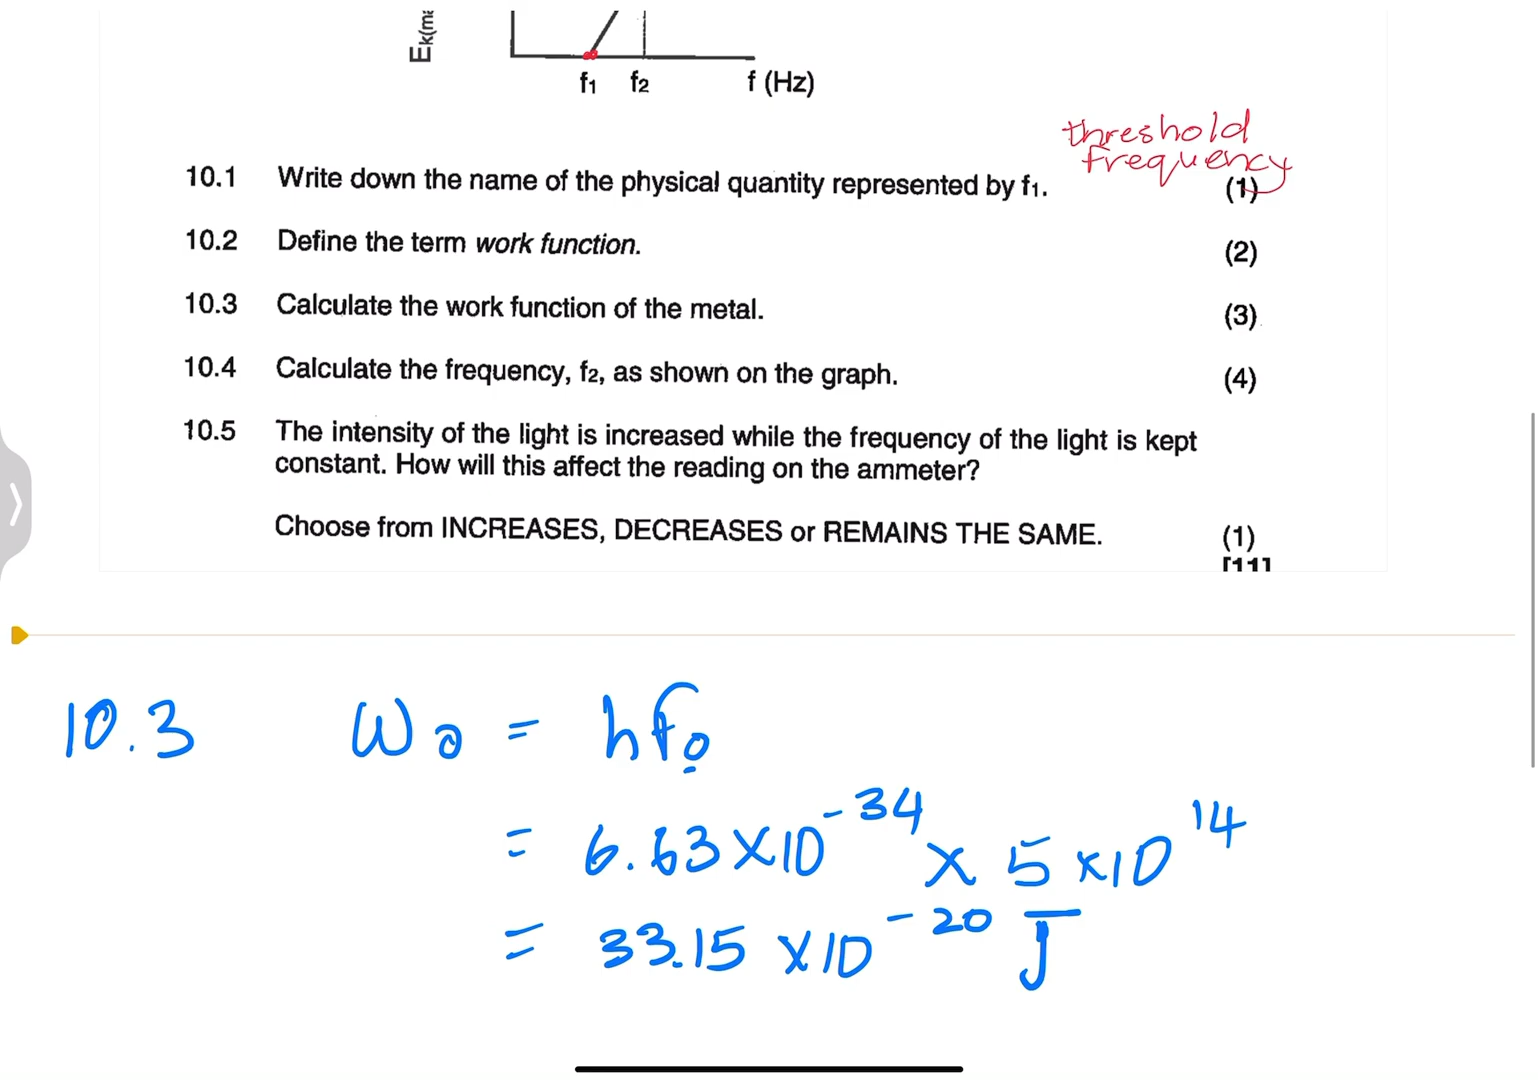 Ek(ma
f1 f2 f (Hz)
threshold
frequency
10.1 Write down the name of the physical quantity represented by f1. (1)
10.2 Define the term work function. (2)
10.3 Calculate the work function of the metal. (3)
10.4 Calculate the frequency, f2, as shown on the graph. (4)
10.5 The intensity of the light is increased while the frequency of the light is kept
constant. How will this affect the reading on the ammeter?
Choose from INCREASES, DECREASES or REMAINS THE SAME. (1)
[11]
10.3 W0 = hf0
= 6.63 × 10^-34 × 5 × 10^14
= 33.15 × 10^-20 J